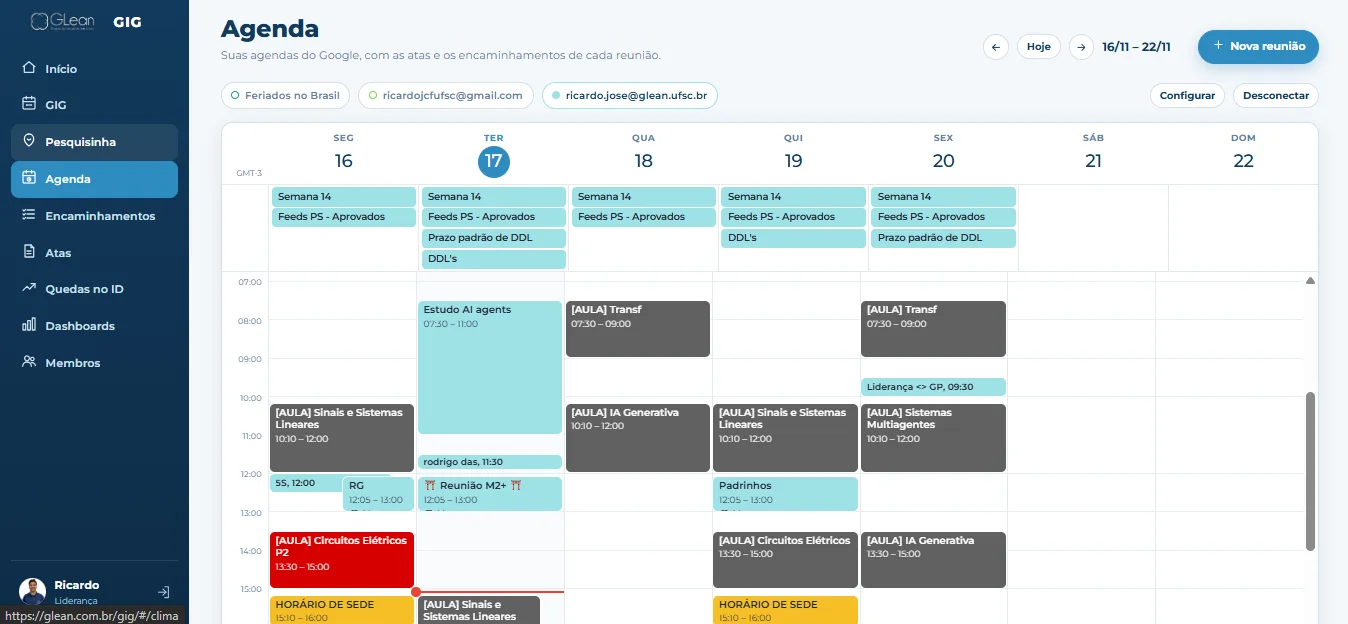 GLean GIG
Início
GIG
Pesquisinha
Agenda
Encaminhamentos
Atas
Quedas no ID
Dashboards
Membros
Ricardo
Liderança
https://glean.com.br/gig/#/clima
Agenda
Suas agendas do Google, com as atas e os encaminhamentos de cada reunião.
← Hoje → 16/11 – 22/11 + Nova reunião
Feriados no Brasil ricardojcfufsc@gmail.com ricardo.jose@glean.ufsc.br Configurar Desconectar
SEG TER QUA QUI SEX SÁB DOM
16 17 18 19 20 21 22
GMT-3
Semana 14 Semana 14 Semana 14 Semana 14 Semana 14
Feeds PS - Aprovados Feeds PS - Aprovados Feeds PS - Aprovados Feeds PS - Aprovados Feeds PS - Aprovados
Prazo padrão de DDL DDL's Prazo padrão de DDL
DDL's
07:00
Estudo AI agents [AULA] Transf [AULA] Transf
08:00 07:30 – 11:00 07:30 – 09:00 07:30 – 09:00
09:00
Liderança <> GP, 09:30
10:00
[AULA] Sinais e Sistemas Lineares [AULA] IA Generativa [AULA] Sinais e Sistemas Lineares [AULA] Sistemas Multiagentes
11:00 10:10 – 12:00 10:10 – 12:00 10:10 – 12:00 10:10 – 12:00
rodrigo das, 11:30
12:00
5S, 12:00 RG ⛩ Reunião M2+ ⛩ Padrinhos
12:05 – 13:00 12:05 – 13:00 12:05 – 13:00
13:00
[AULA] Circuitos Elétricos P2 [AULA] Circuitos Elétricos [AULA] IA Generativa
14:00 13:30 – 15:00 13:30 – 15:00 13:30 – 15:00
15:00
HORÁRIO DE SEDE [AULA] Sinais e Sistemas Lineares HORÁRIO DE SEDE
15:10 – 16:00 15:10 – 16:00